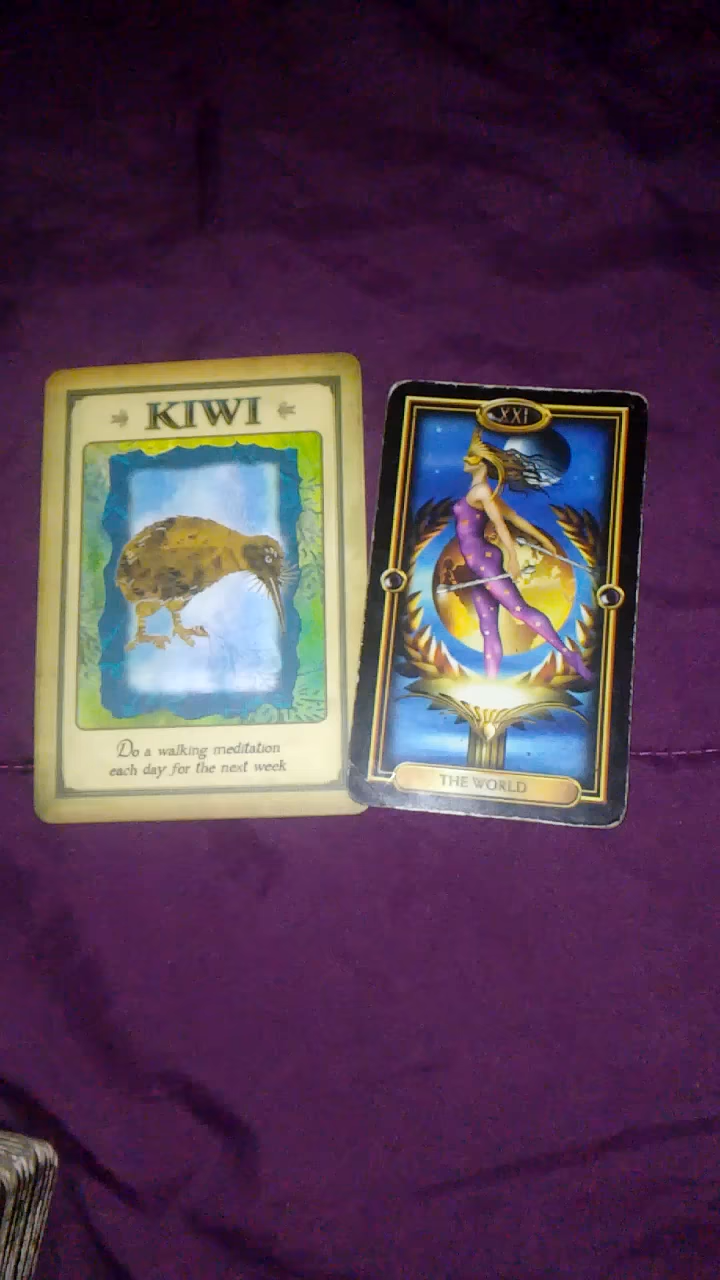 KIWI
Do a walking meditation
each day for the next week
XXI
THE WORLD